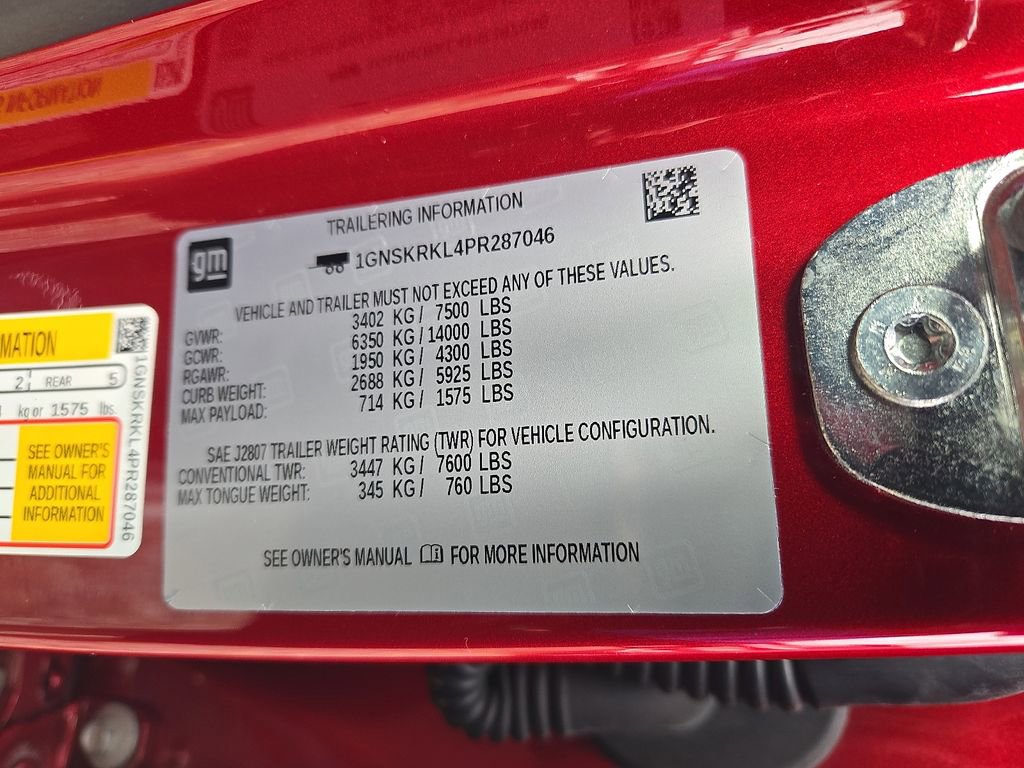 TRAILERING INFORMATION
gm
1GNSKRKL4PR287046
VEHICLE AND TRAILER MUST NOT EXCEED ANY OF THESE VALUES.
GVWR: 3402 KG / 7500 LBS
GCWR: 6350 KG / 14000 LBS
RGAWR: 1950 KG / 4300 LBS
CURB WEIGHT: 2688 KG / 5925 LBS
MAX PAYLOAD: 714 KG / 1575 LBS
SAE J2807 TRAILER WEIGHT RATING (TWR) FOR VEHICLE CONFIGURATION.
CONVENTIONAL TWR: 3447 KG / 7600 LBS
MAX TONGUE WEIGHT: 345 KG / 760 LBS
SEE OWNER'S MANUAL FOR MORE INFORMATION
MATION
2 REAR 5
kg or 1575 lbs.
SEE OWNER'S
MANUAL FOR
ADDITIONAL
INFORMATION
1GNSKRKL4PR287046